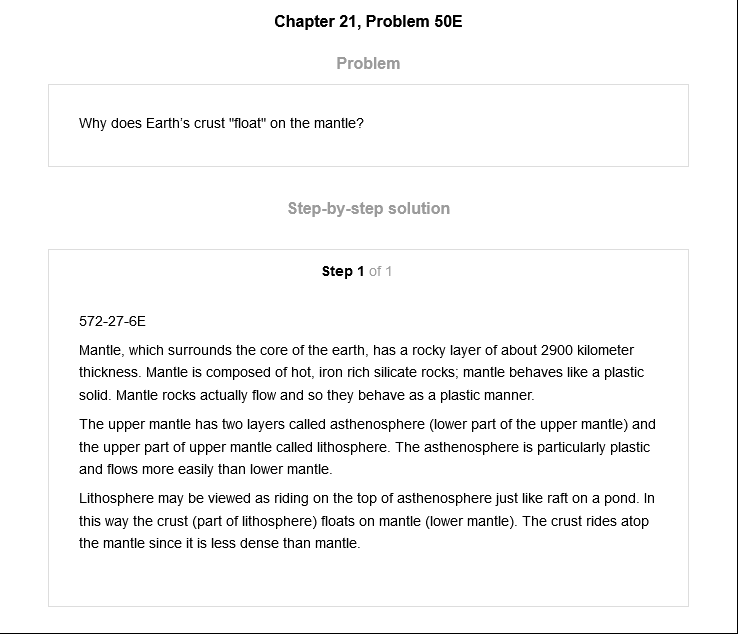 Chapter 21, Problem 50E
Problem
Why does Earth’s crust "float" on the mantle?
Step-by-step solution
Step 1 of 1
572-27-6E
Mantle, which surrounds the core of the earth, has a rocky layer of about 2900 kilometer
thickness. Mantle is composed of hot, iron rich silicate rocks; mantle behaves like a plastic
solid. Mantle rocks actually flow and so they behave as a plastic manner.
The upper mantle has two layers called asthenosphere (lower part of the upper mantle) and
the upper part of upper mantle called lithosphere. The asthenosphere is particularly plastic
and flows more easily than lower mantle.
Lithosphere may be viewed as riding on the top of asthenosphere just like raft on a pond. In
this way the crust (part of lithosphere) floats on mantle (lower mantle). The crust rides atop
the mantle since it is less dense than mantle.